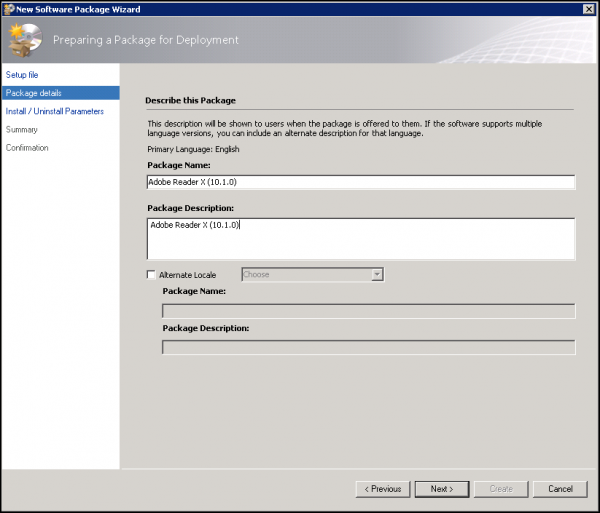 New Software Package Wizard
Preparing a Package for Deployment
Setup file
Package details
Install / Uninstall Parameters
Summary
Confirmation
Describe this Package
This description will be shown to users when the package is offered to them. If the software supports multiple
language versions, you can include an alternate description for that language.
Primary Language: English
Package Name:
Adobe Reader X (10.1.0)
Package Description:
Adobe Reader X (10.1.0)
Alternate Locale
Choose
Package Name:
Package Description:
< Previous
Next >
Create
Cancel